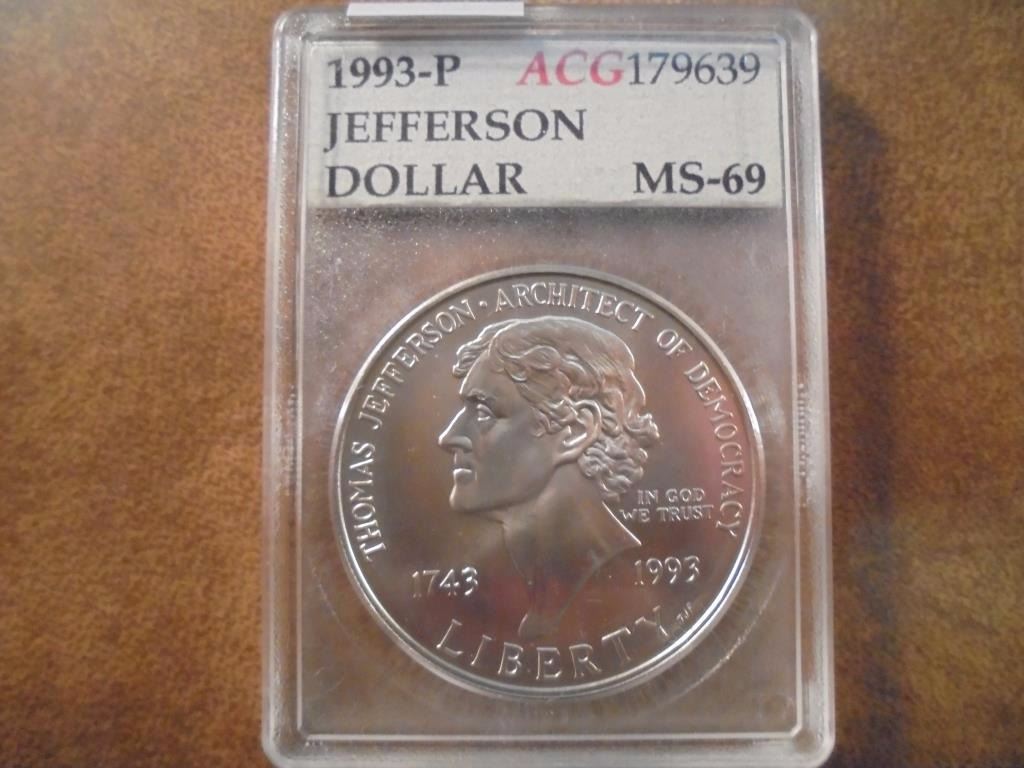 1993-P ACG179639
JEFFERSON
DOLLAR MS-69
THOMAS JEFFERSON · ARCHITECT OF DEMOCRACY
IN GOD
WE TRUST
1743 1993
LIBERTY